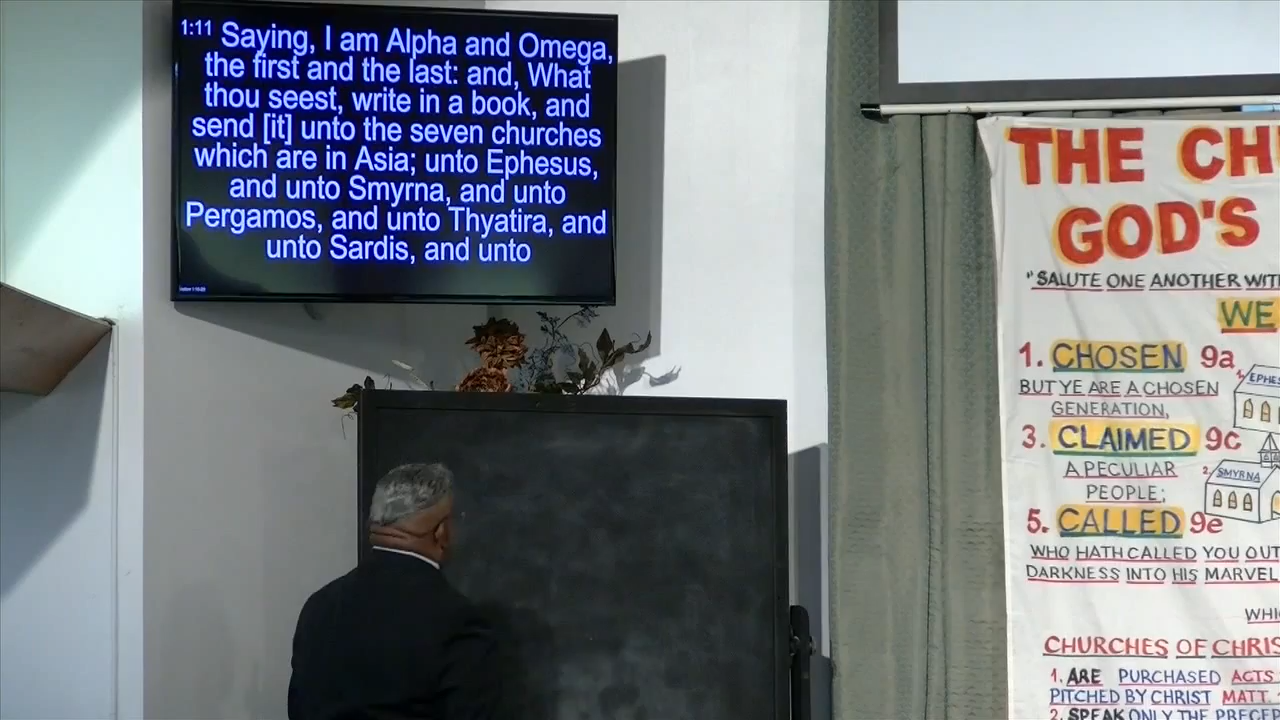 1:11 Saying, I am Alpha and Omega,
the first and the last: and, What
thou seest, write in a book, and
send [it] unto the seven churches
which are in Asia; unto Ephesus,
and unto Smyrna, and unto
Pergamos, and unto Thyatira, and
unto Sardis, and unto
THE CH
GOD'S
"SALUTE ONE ANOTHER WIT
WE
1. CHOSEN 9a
BUT YE ARE A CHOSEN
GENERATION,
1. EPHES
3. CLAIMED 9c
A PECULIAR
PEOPLE;
2. SMYRNA
5. CALLED 9e
WHO HATH CALLED YOU OUT
DARKNESS INTO HIS MARVEL
WHI
CHURCHES OF CHRIS
1. ARE PURCHASED ACTS
PITCHED BY CHRIST MATT.
2. SPEAK ONLY THE PRECEP